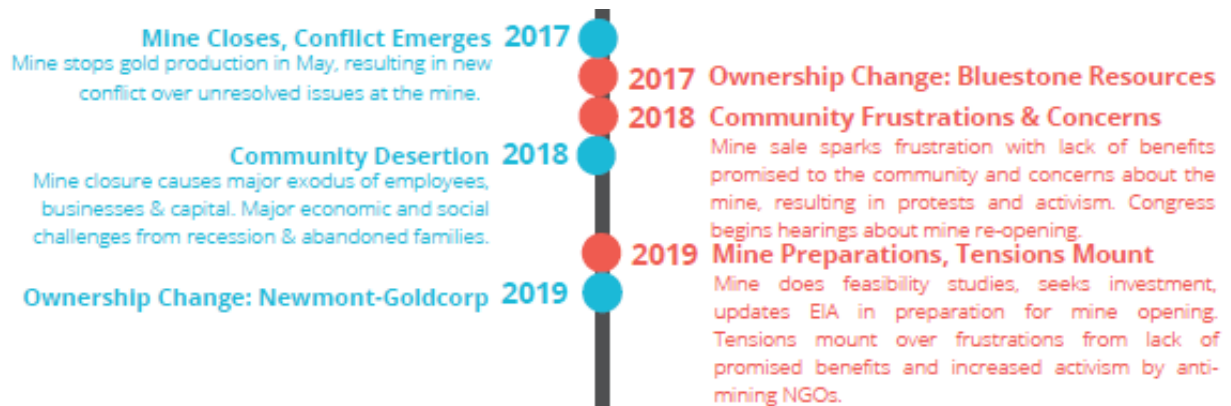 Mine Closes, Conflict Emerges 2017
Mine stops gold production in May, resulting in new
conflict over unresolved issues at the mine.
2017 Ownership Change: Bluestone Resources
2018 Community Frustrations & Concerns
Mine sale sparks frustration with lack of benefits
promised to the community and concerns about the
mine, resulting in protests and activism. Congress
begins hearings about mine re-opening.
Community Desertion 2018
Mine closure causes major exodus of employees,
businesses & capital. Major economic and social
challenges from recession & abandoned families.
2019 Mine Preparations, Tensions Mount
Mine does feasibility studies, seeks investment,
updates EIA in preparation for mine opening.
Tensions mount over frustrations from lack of
promised benefits and increased activism by anti-
mining NGOs.
Ownership Change: Newmont-Goldcorp 2019